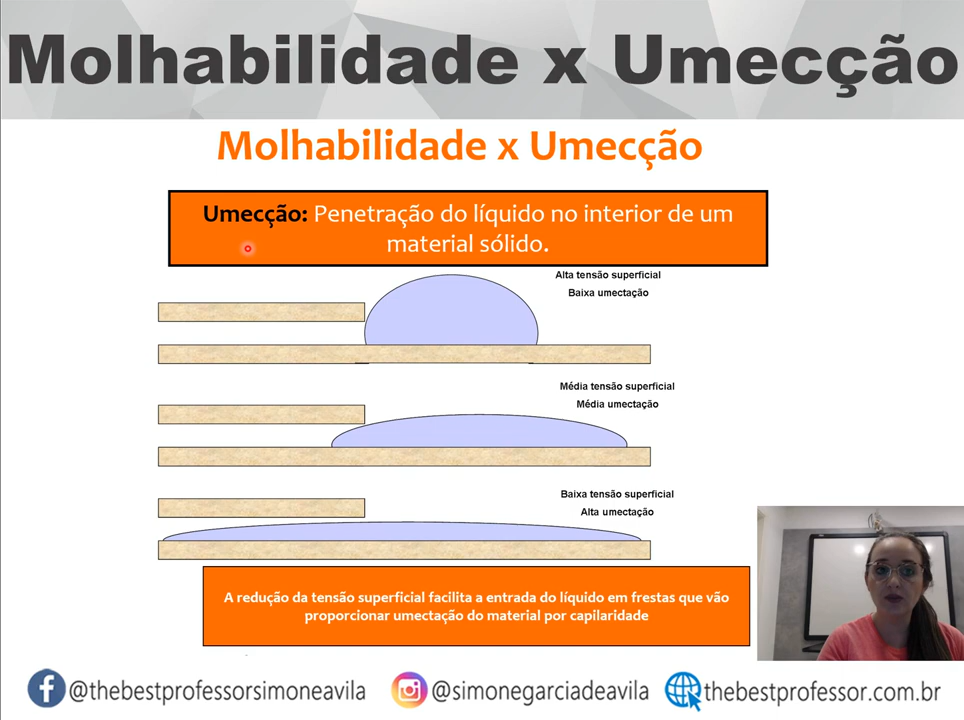 Molhabilidade x Umecção
Molhabilidade x Umecção
Umecção: Penetração do líquido no interior de um
material sólido.
Alta tensão superficial
Baixa umectação
Média tensão superficial
Média umectação
Baixa tensão superficial
Alta umectação
A redução da tensão superficial facilita a entrada do líquido em frestas que vão
proporcionar umectação do material por capilaridade
@thebestprofessorsimoneavila
@simonegarciadeavila
thebestprofessor.com.br